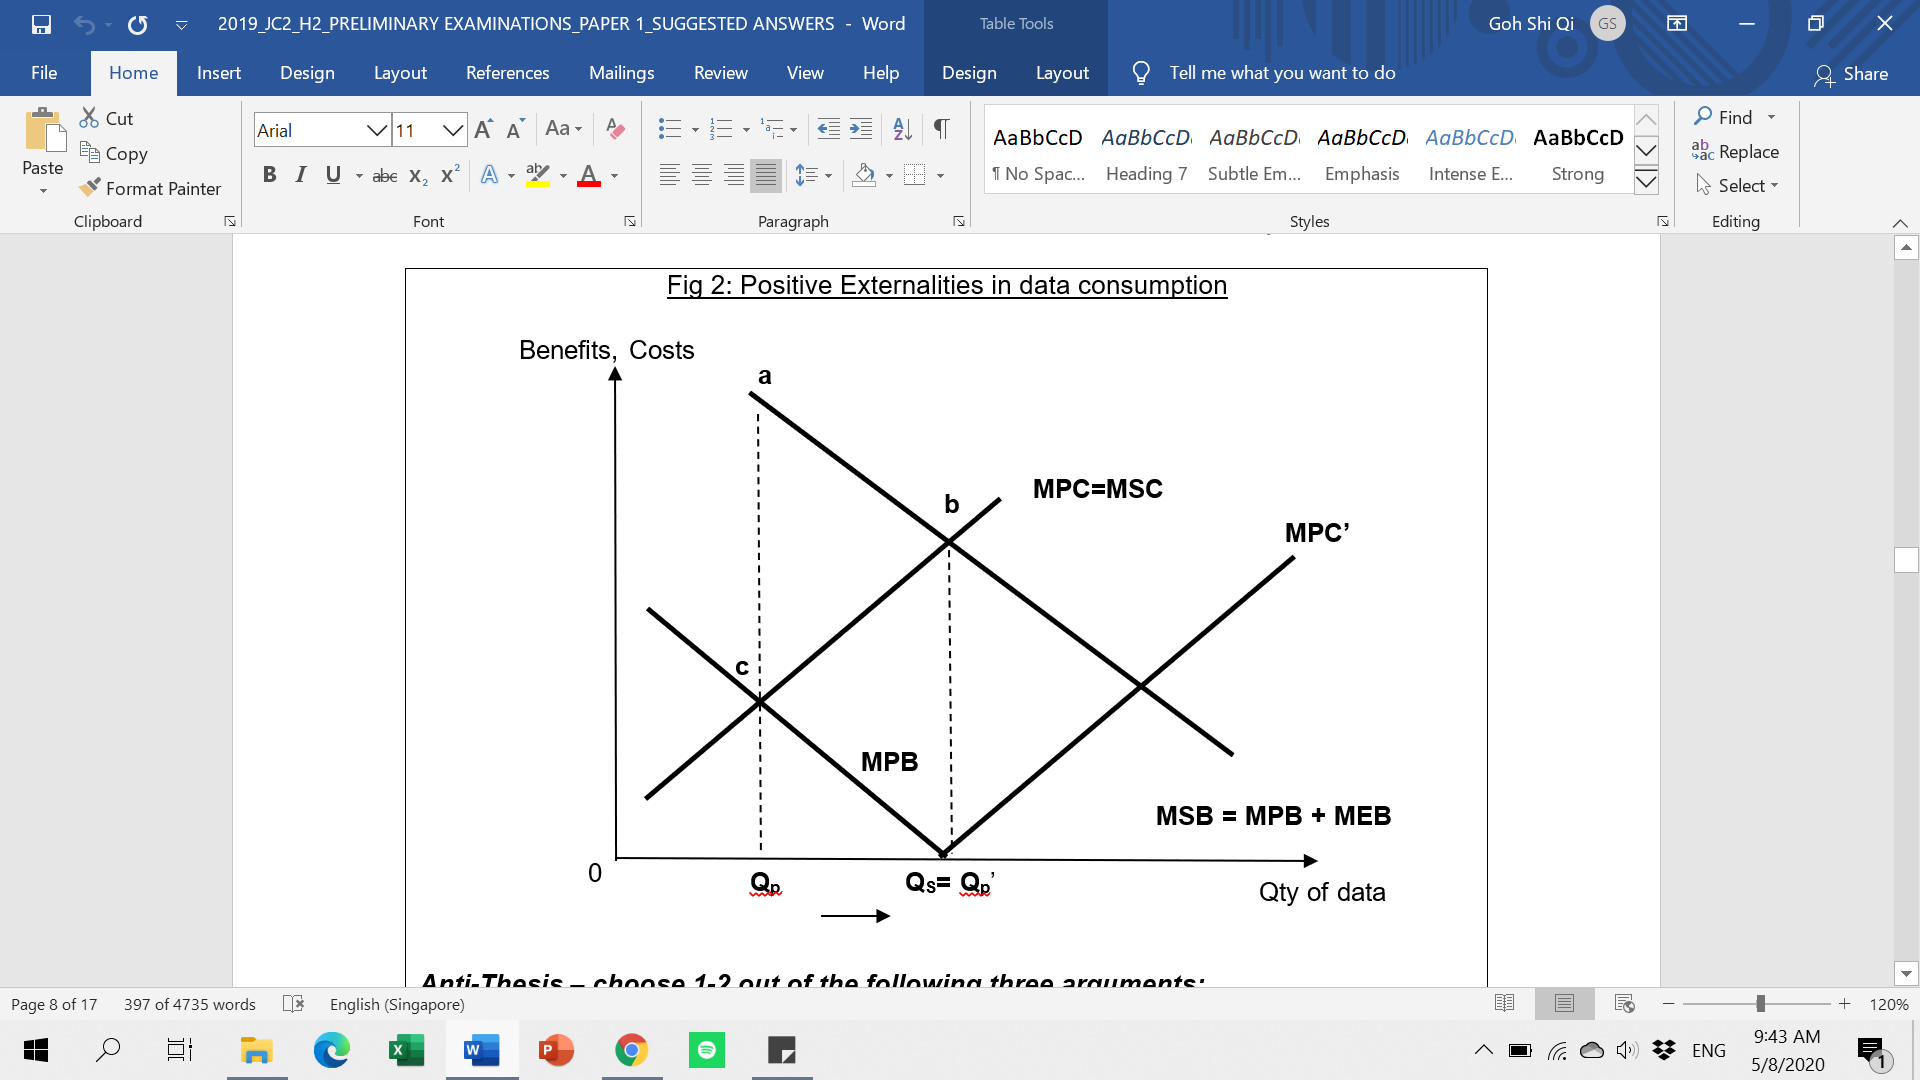 2019_JC2_H2_PRELIMINARY EXAMINATIONS_PAPER 1_SUGGESTED ANSWERS - Word
Table Tools
Goh Shi Qi
GS
File
Home
Insert
Design
Layout
References
Mailings
Review
View
Help
Design
Layout
Tell me what you want to do
Share
Paste
Cut
Copy
Format Painter
Clipboard
Arial
11
Font
Paragraph
AaBbCcD
AaBbCcD
AaBbCcD
AaBbCcD
AaBbCcD
AaBbCcD
¶ No Spac...
Heading 7
Subtle Em...
Emphasis
Intense E...
Strong
Styles
Find
Replace
Select
Editing
Fig 2: Positive Externalities in data consumption
Benefits, Costs
a
b
MPC=MSC
MPC’
c
MPB
MSB = MPB + MEB
0
Qp
QS= Qp’
Qty of data
Anti-Thesis – choose 1-2 out of the following three arguments:
Page 8 of 17
397 of 4735 words
English (Singapore)
120%
ENG
9:43 AM
5/8/2020
1